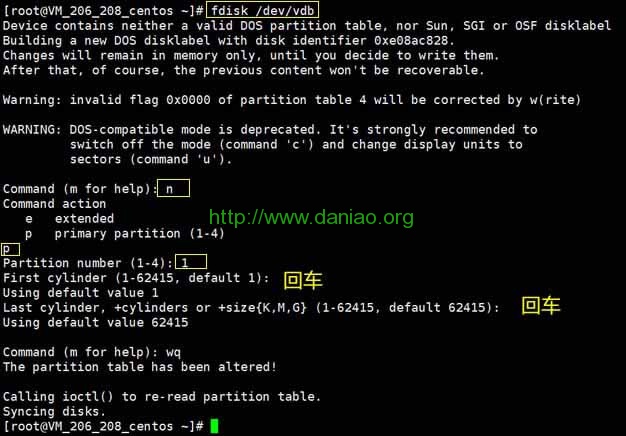 [root@VM_206_208_centos ~]# fdisk /dev/vdb
Device contains neither a valid DOS partition table, nor Sun, SGI or OSF disklabel
Building a new DOS disklabel with disk identifier 0xe08ac828.
Changes will remain in memory only, until you decide to write them.
After that, of course, the previous content won't be recoverable.

Warning: invalid flag 0x0000 of partition table 4 will be corrected by w(rite)

WARNING: DOS-compatible mode is deprecated. It's strongly recommended to
         switch off the mode (command 'c') and change display units to
         sectors (command 'u').

Command (m for help): n
Command action
   e   extended
http://www.daniao.org
   p   primary partition (1-4)
p
Partition number (1-4): 1
First cylinder (1-62415, default 1): 回车
Using default value 1
Last cylinder, +cylinders or +size{K,M,G} (1-62415, default 62415): 回车
Using default value 62415

Command (m for help): wq
The partition table has been altered!

Calling ioctl() to re-read partition table.
Syncing disks.
[root@VM_206_208_centos ~]#